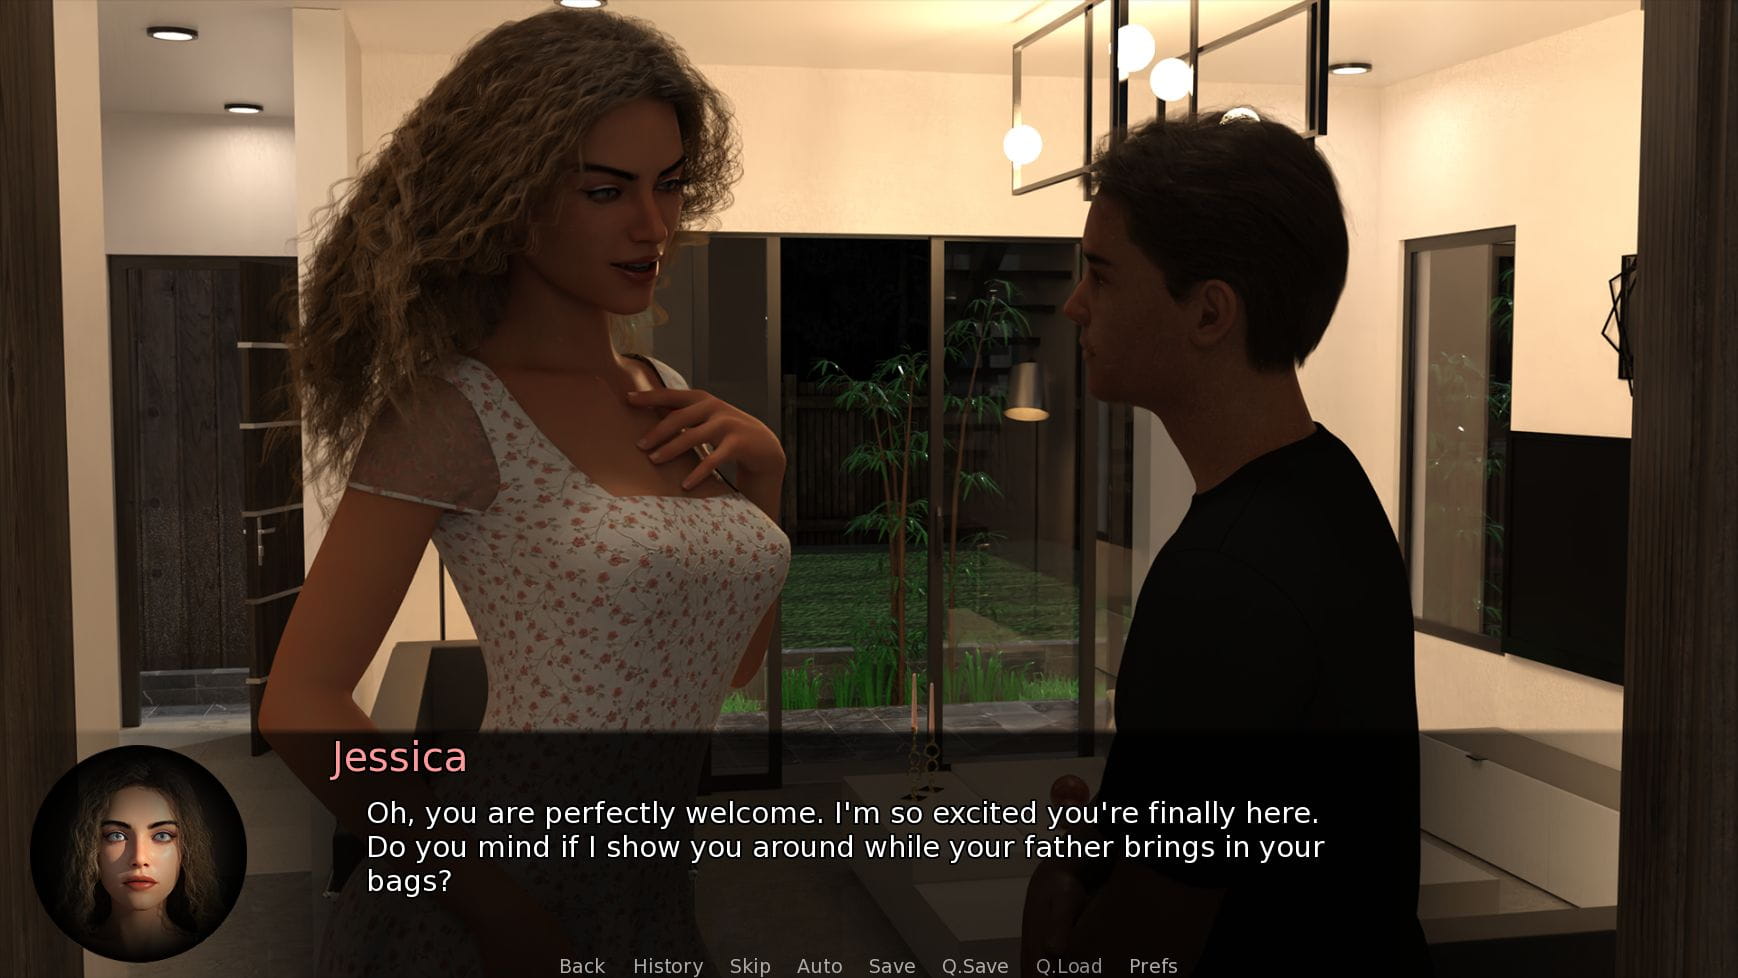 Jessica
Oh, you are perfectly welcome. I'm so excited you're finally here.
Do you mind if I show you around while your father brings in your
bags?
Back History Skip Auto Save Q.Save Q.Load Prefs